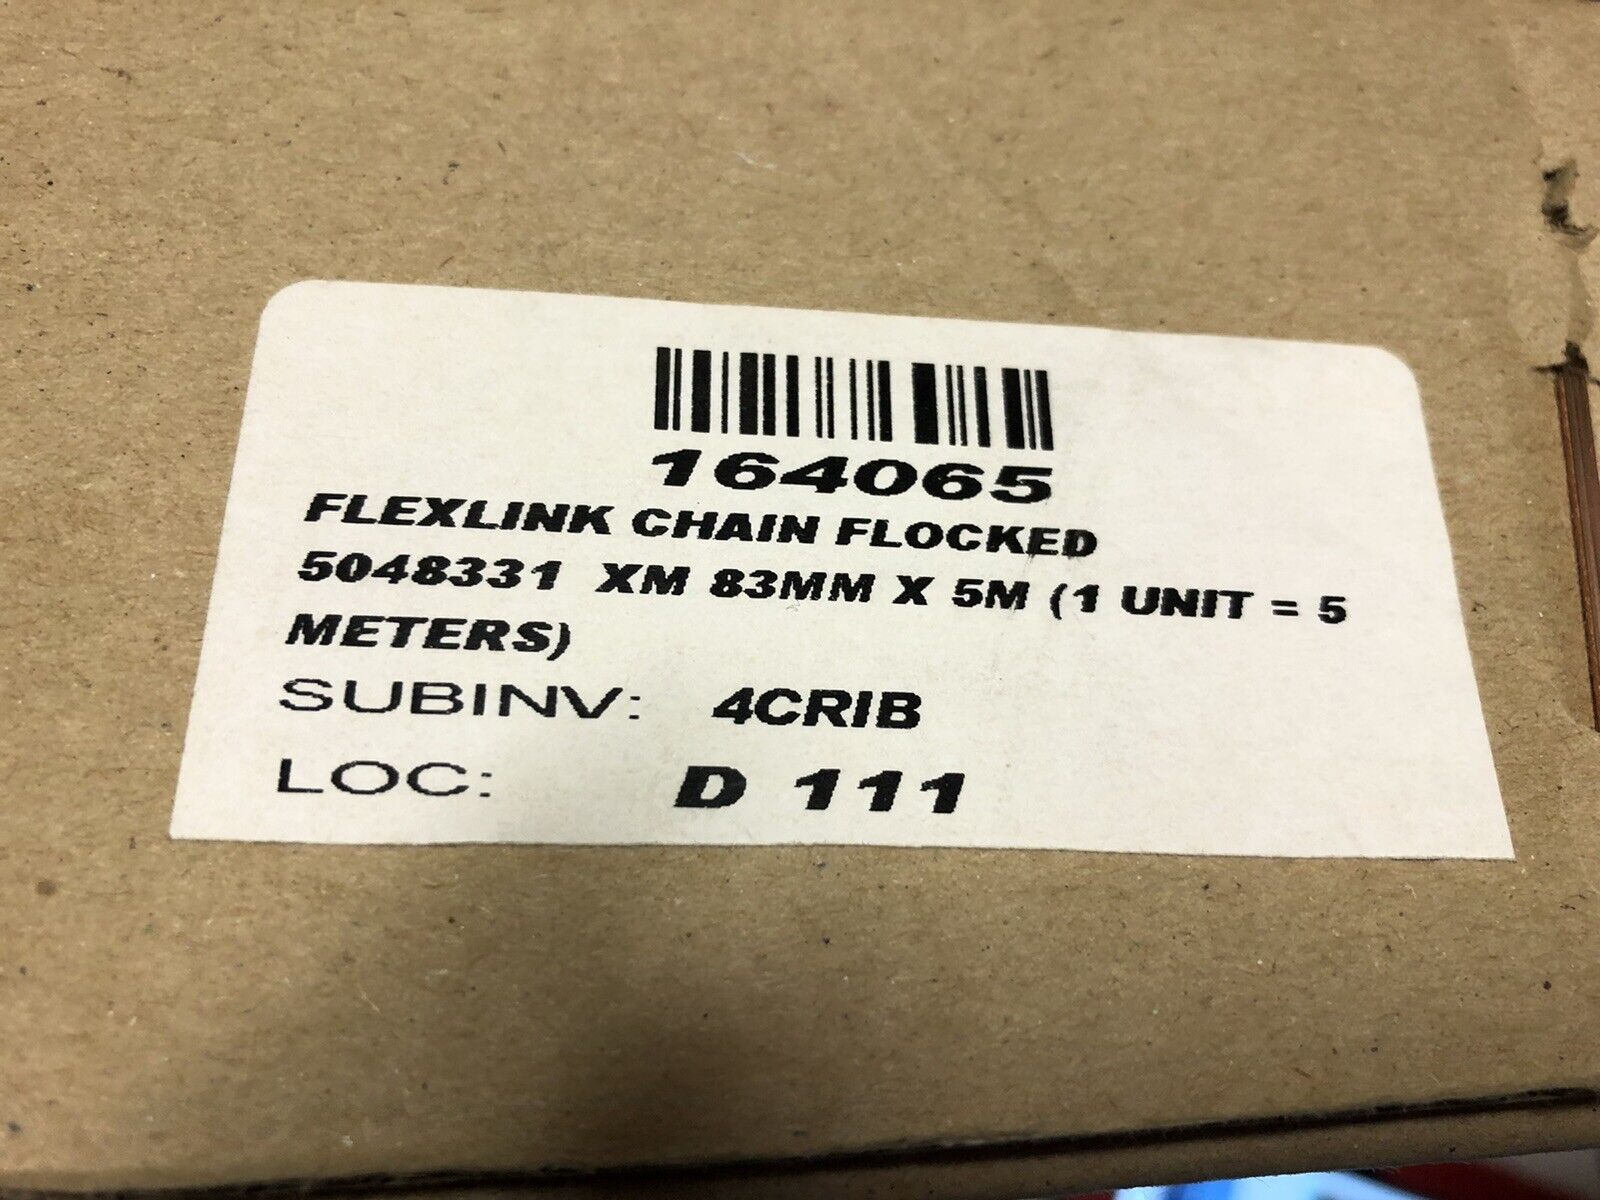 164065
FLEXLINK CHAIN FLOCKED
5048331 XM 83MM X 5M (1 UNIT = 5
METERS)
SUBINV: 4CRIB
LOC: D 111